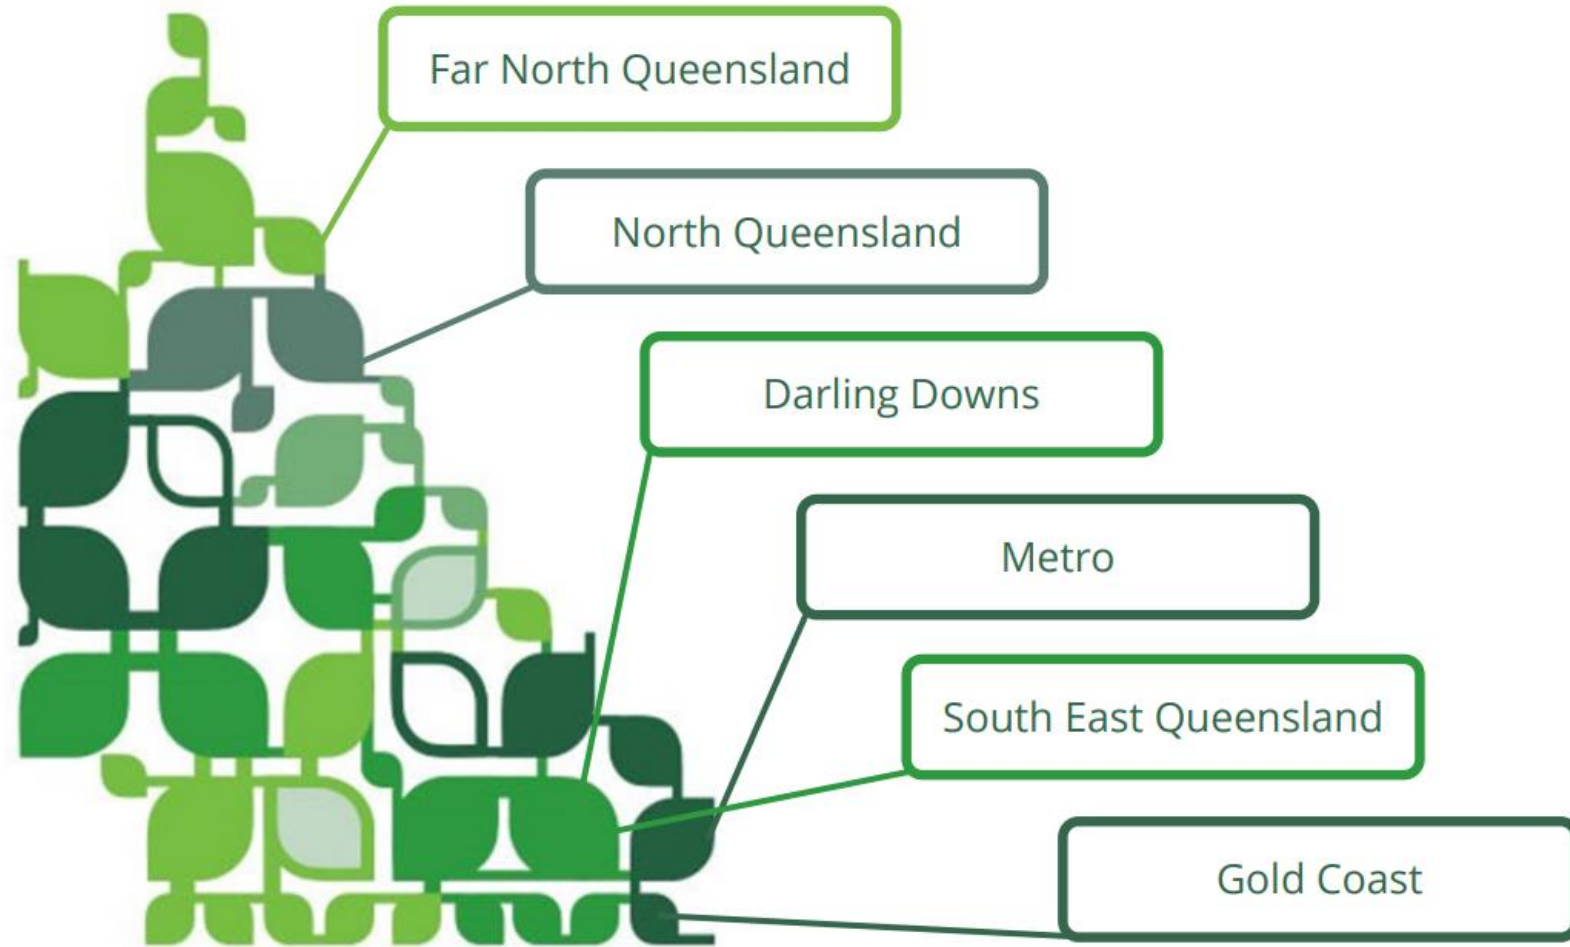 Far North Queensland
North Queensland
Darling Downs
Metro
South East Queensland
Gold Coast